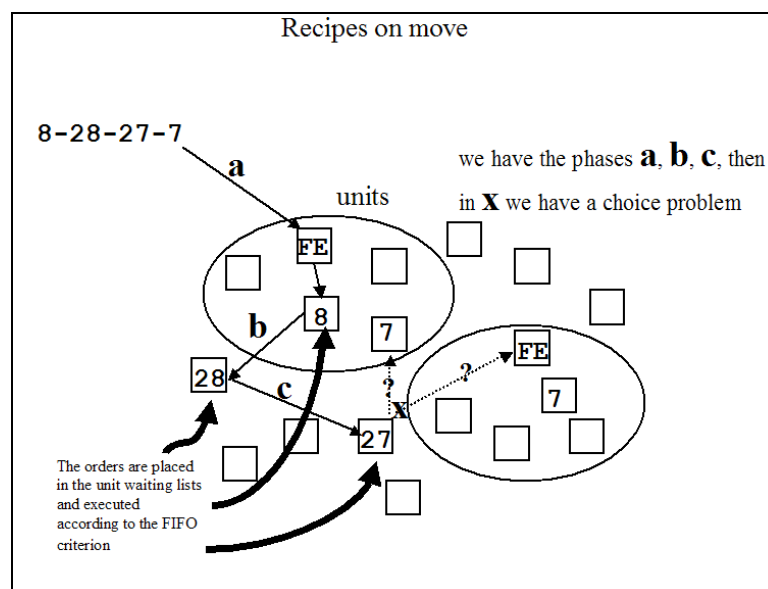 Recipes on move
8-28-27-7
a
we have the phases a, b, c, then
in x we have a choice problem
units
FE
8
b
7
FE
28
c
?
?
x
7
27
The orders are placed
in the unit waiting lists
and executed
according to the FIFO
criterion